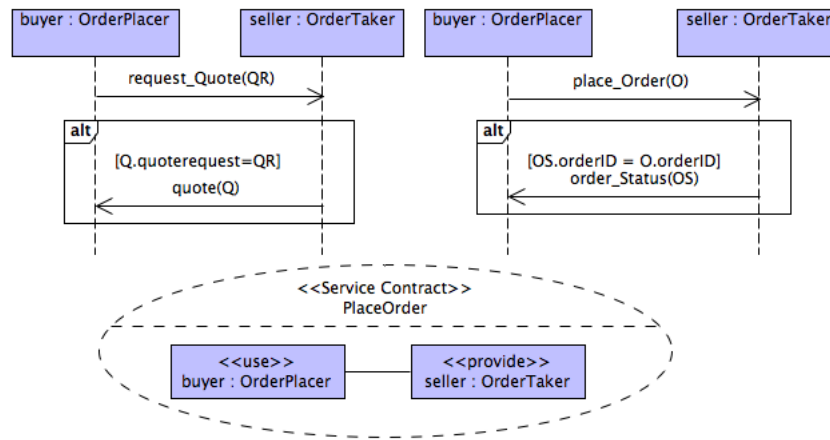 buyer : OrderPlacer
seller : OrderTaker
request_Quote(QR)
alt
[Q.quoterequest=QR]
quote(Q)
buyer : OrderPlacer
seller : OrderTaker
place_Order(O)
alt
[OS.orderID = O.orderID]
order_Status(OS)
<<Service Contract>>
PlaceOrder
<<use>>
buyer : OrderPlacer
<<provide>>
seller : OrderTaker